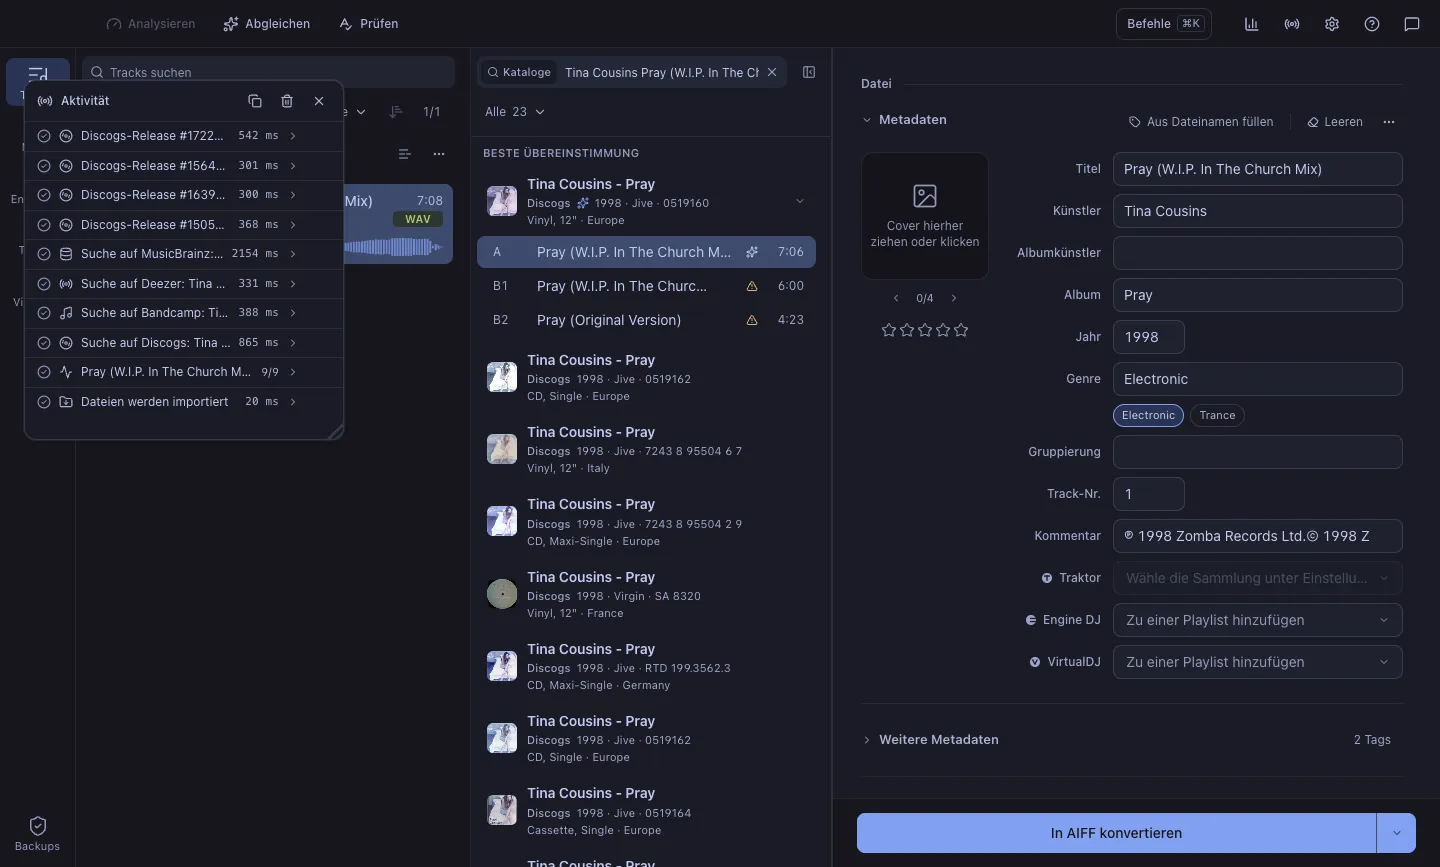 Analysieren
Abgleichen
Prüfen
Befehle ⌘K
Tracks suchen
Aktivität
Discogs-Release #1722... 542 ms
Discogs-Release #1564... 301 ms
Discogs-Release #1639... 300 ms
Discogs-Release #1505... 368 ms
Suche auf MusicBrainz:... 2154 ms
Suche auf Deezer: Tina ... 331 ms
Suche auf Bandcamp: Ti... 388 ms
Suche auf Discogs: Tina ... 865 ms
Pray (W.I.P. In The Church M... 9/9
Dateien werden importiert 20 ms
1/1
Mix) 7:08
WAV
Backups
Kataloge Tina Cousins Pray (W.I.P. In The Ch
Alle 23
BESTE ÜBEREINSTIMMUNG
Tina Cousins - Pray
Discogs 1998 · Jive · 0519160
Vinyl, 12" · Europe
A Pray (W.I.P. In The Church M... 7:06
B1 Pray (W.I.P. In The Churc... 6:00
B2 Pray (Original Version) 4:23
Tina Cousins - Pray
Discogs 1998 · Jive · 0519162
CD, Single · Europe
Tina Cousins - Pray
Discogs 1998 · Jive · 7243 8 95504 6 7
Vinyl, 12" · Italy
Tina Cousins - Pray
Discogs 1998 · Jive · 7243 8 95504 2 9
CD, Maxi-Single · Europe
Tina Cousins - Pray
Discogs 1998 · Virgin · SA 8320
Vinyl, 12" · France
Tina Cousins - Pray
Discogs 1998 · Jive · RTD 199.3562.3
CD, Maxi-Single · Germany
Tina Cousins - Pray
Discogs 1998 · Jive · 0519162
CD, Single · Europe
Tina Cousins - Pray
Discogs 1998 · Jive · 0519164
Cassette, Single · Europe
Tina Cousins - Pray
Datei
Metadaten
Aus Dateinamen füllen
Leeren
Cover hierher
ziehen oder klicken
0/4
Titel Pray (W.I.P. In The Church Mix)
Künstler Tina Cousins
Albumkünstler
Album Pray
Jahr 1998
Genre Electronic
Electronic Trance
Gruppierung
Track-Nr. 1
Kommentar ℗ 1998 Zomba Records Ltd.© 1998 Z
Traktor Wähle die Sammlung unter Einstellu...
Engine DJ Zu einer Playlist hinzufügen
VirtualDJ Zu einer Playlist hinzufügen
Weitere Metadaten 2 Tags
In AIFF konvertieren